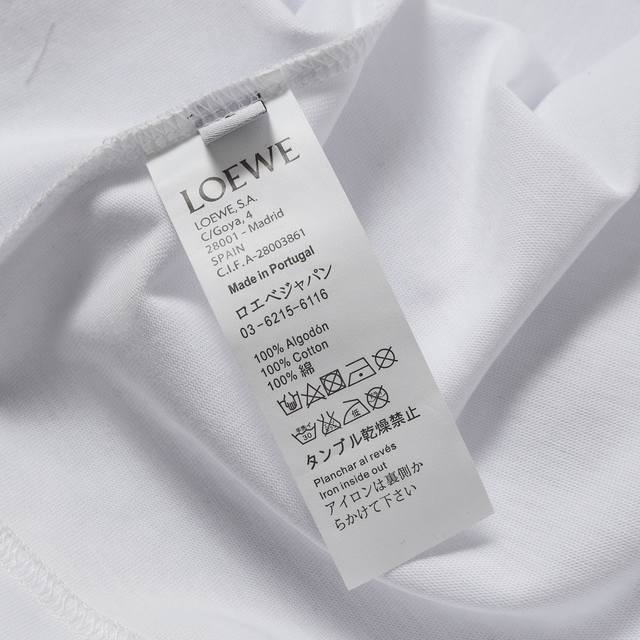 LOEWE
LOEWE, S.A.
C/Goya, 4
28001 - Madrid
SPAIN
C.I.F.A-28003861
Made in Portugal
ロエベジャパン
03-6215-6116
100% Algodón
100% Cotton
100% 綿
30 低
タンブル乾燥禁止
Planchar al revés
Iron inside out
アイロンは裏側か
らかけて下さい